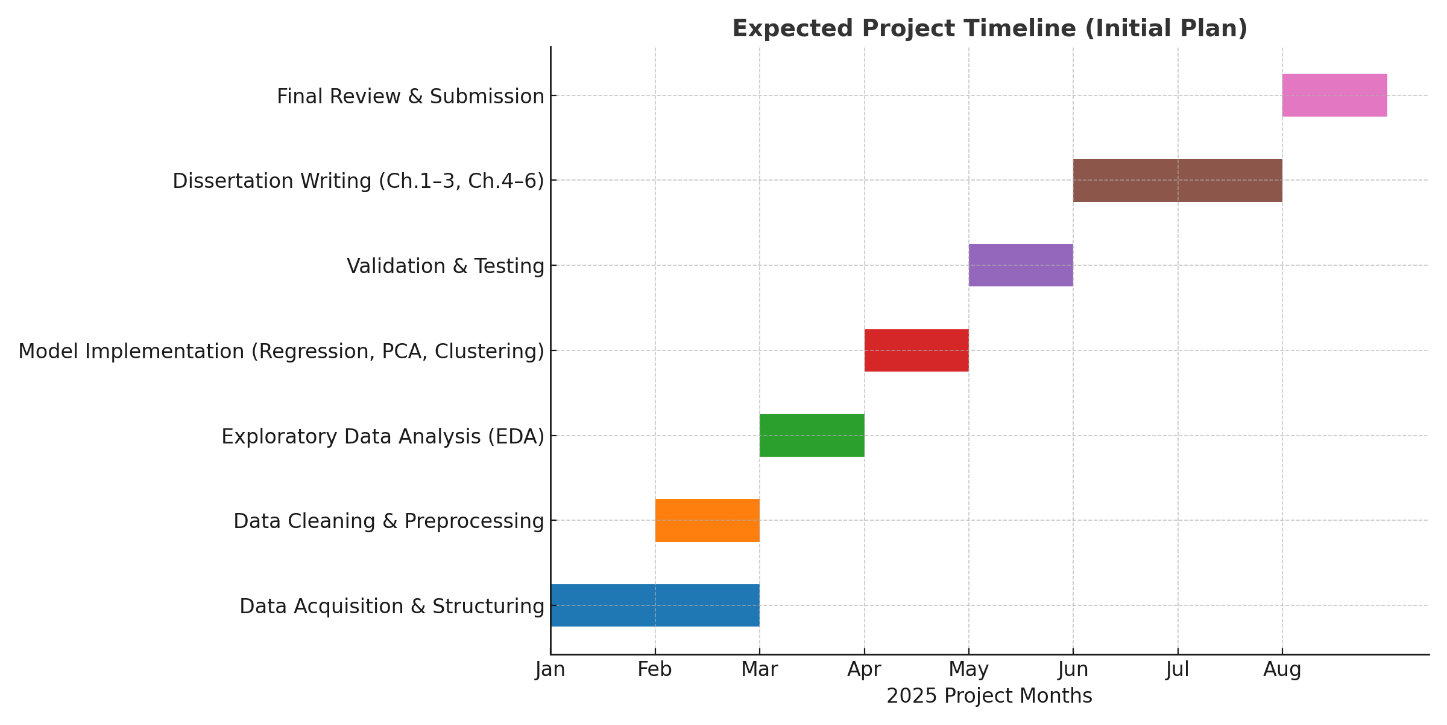 Expected Project Timeline (Initial Plan)
Final Review & Submission
Dissertation Writing (Ch.1–3, Ch.4–6)
Validation & Testing
Model Implementation (Regression, PCA, Clustering)
Exploratory Data Analysis (EDA)
Data Cleaning & Preprocessing
Data Acquisition & Structuring
Jan Feb Mar Apr May Jun Jul Aug
2025 Project Months